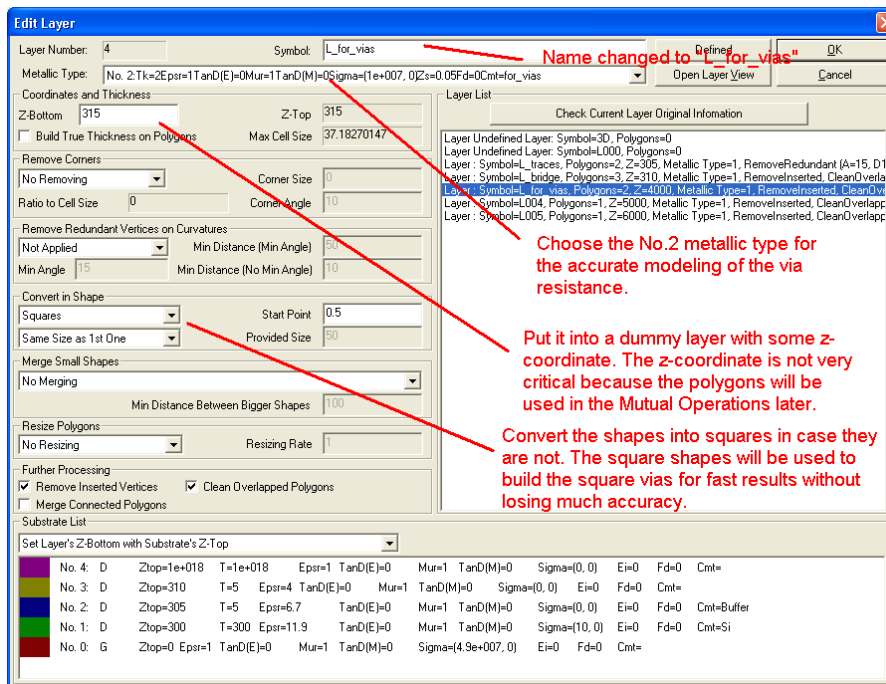 Edit Layer
Layer Number: 4 Symbol: L_for_vias Defined OK
Name changed to "L_for_vias"
Metallic Type: No. 2:Tk=2Epsr=1TanD(E)=0Mur=1TanD(M)=0Sigma=(1e+007, 0)Zs=0.05Fd=0Cmt=for_vias Open Layer View Cancel
Coordinates and Thickness
Z-Bottom 315 Z-Top 315
Build True Thickness on Polygons Max Cell Size 37.18270147
Remove Corners
No Removing Corner Size 0
Ratio to Cell Size 0 Corner Angle 10
Remove Redundant Vertices on Curvatures
Not Applied Min Distance (Min Angle) 50
Min Angle 15 Min Distance (No Min Angle) 10
Convert in Shape
Squares Start Point 0.5
Same Size as 1st One Provided Size 50
Merge Small Shapes
No Merging
Min Distance Between Bigger Shapes 100
Resize Polygons
No Resizing Resizing Rate 1
Further Processing
Remove Inserted Vertices Clean Overlapped Polygons
Merge Connected Polygons
Layer List
Check Current Layer Original Infomation
Layer Undefined Layer: Symbol=3D, Polygons=0
Layer Undefined Layer: Symbol=L000, Polygons=0
Layer : Symbol=L_traces, Polygons=2, Z=305, Metallic Type=1, RemoveRedundant (A=15, D1
Layer : Symbol=L_bridge, Polygons=3, Z=310, Metallic Type=1, RemoveInserted, CleanOverla
Layer : Symbol=L_for_vias, Polygons=2, Z=4000, Metallic Type=1, RemoveInserted, CleanOve
Layer : Symbol=L004, Polygons=1, Z=5000, Metallic Type=1, RemoveInserted, CleanOverlapp
Layer : Symbol=L005, Polygons=1, Z=6000, Metallic Type=1, RemoveInserted, CleanOverlapp
Choose the No.2 metallic type for
the accurate modeling of the via
resistance.
Put it into a dummy layer with some z-
coordinate. The z-coordinate is not very
critical because the polygons will be
used in the Mutual Operations later.
Convert the shapes into squares in case they
are not. The square shapes will be used to
build the square vias for fast results without
losing much accuracy.
Substrate List
Set Layer's Z-Bottom with Substrate's Z-Top
No. 4: D Ztop=1e+018 T=1e+018 Epsr=1 TanD(E)=0 Mur=1 TanD(M)=0 Sigma=(0, 0) Ei=0 Fd=0 Cmt=
No. 3: D Ztop=310 T=5 Epsr=4 TanD(E)=0 Mur=1 TanD(M)=0 Sigma=(0, 0) Ei=0 Fd=0 Cmt=
No. 2: D Ztop=305 T=5 Epsr=6.7 TanD(E)=0 Mur=1 TanD(M)=0 Sigma=(0, 0) Ei=0 Fd=0 Cmt=Buffer
No. 1: D Ztop=300 T=300 Epsr=11.9 TanD(E)=0 Mur=1 TanD(M)=0 Sigma=(10, 0) Ei=0 Fd=0 Cmt=Si
No. 0: G Ztop=0 Epsr=1 TanD(E)=0 Mur=1 TanD(M)=0 Sigma=(4.9e+007, 0) Ei=0 Fd=0 Cmt=